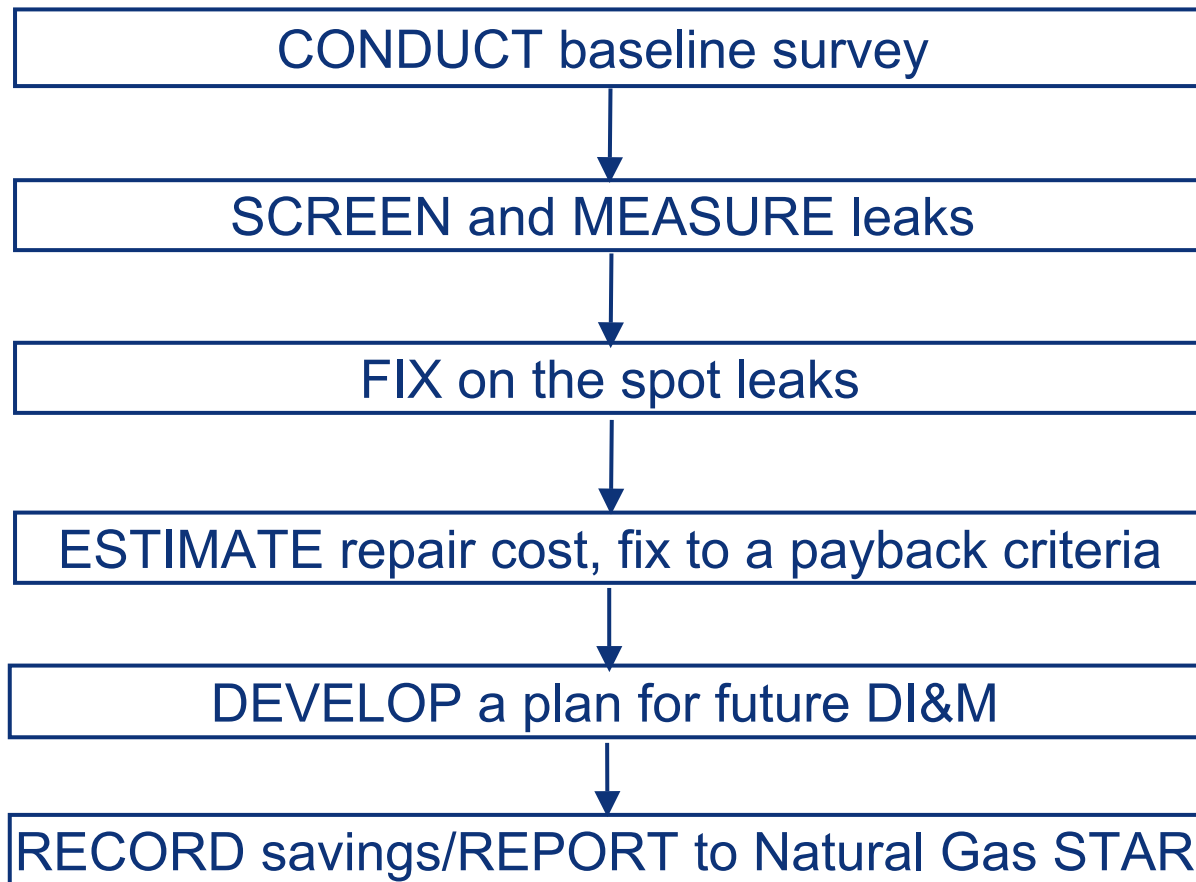 CONDUCT baseline survey
SCREEN and MEASURE leaks
FIX on the spot leaks
ESTIMATE repair cost, fix to a payback criteria
DEVELOP a plan for future DI&M
RECORD savings/REPORT to Natural Gas STAR